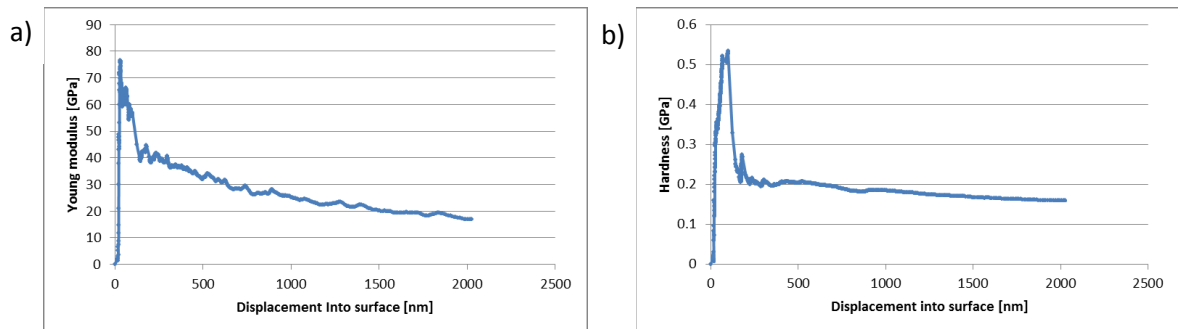 a)
Young modulus [GPa]
90
80
70
60
50
40
30
20
10
0
0 500 1000 1500 2000 2500
Displacement Into surface [nm]
b)
Hardness [GPa]
0.6
0.5
0.4
0.3
0.2
0.1
0
0 500 1000 1500 2000 2500
Displacement into surface [nm]